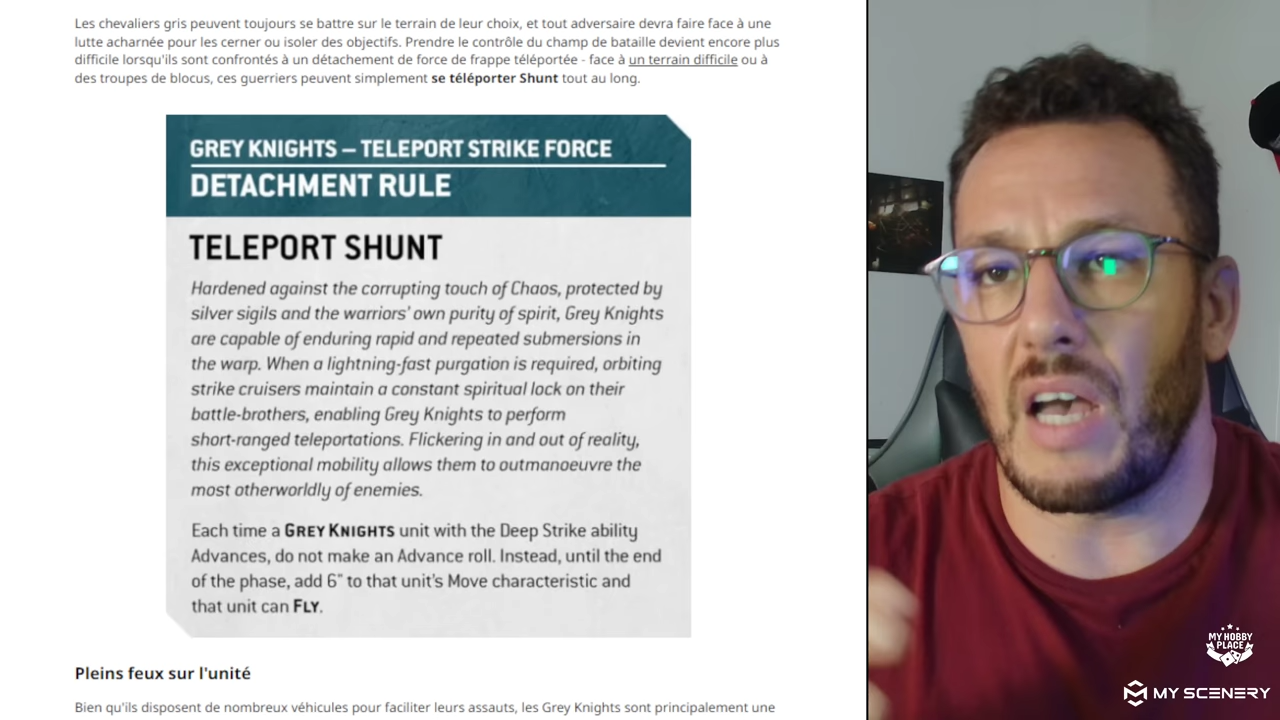 Les chevaliers gris peuvent toujours se battre sur le terrain de leur choix, et tout adversaire devra faire face à une
lutte acharnée pour les cerner ou isoler des objectifs. Prendre le contrôle du champ de bataille devient encore plus
difficile lorsqu'ils sont confrontés à un détachement de force de frappe téléportée - face à un terrain difficile ou à
des troupes de blocus, ces guerriers peuvent simplement se téléporter Shunt tout au long.
GREY KNIGHTS – TELEPORT STRIKE FORCE
DETACHMENT RULE
TELEPORT SHUNT
Hardened against the corrupting touch of Chaos, protected by
silver sigils and the warriors' own purity of spirit, Grey Knights
are capable of enduring rapid and repeated submersions in
the warp. When a lightning-fast purgation is required, orbiting
strike cruisers maintain a constant spiritual lock on their
battle-brothers, enabling Grey Knights to perform
short-ranged teleportations. Flickering in and out of reality,
this exceptional mobility allows them to outmanoeuvre the
most otherworldly of enemies.
Each time a GREY KNIGHTS unit with the Deep Strike ability
Advances, do not make an Advance roll. Instead, until the end
of the phase, add 6" to that unit's Move characteristic and
that unit can FLY.
Pleins feux sur l'unité
Bien qu'ils disposent de nombreux véhicules pour faciliter leurs assauts, les Grey Knights sont principalement une
MY HOBBY
PLACE
MY SCENERY